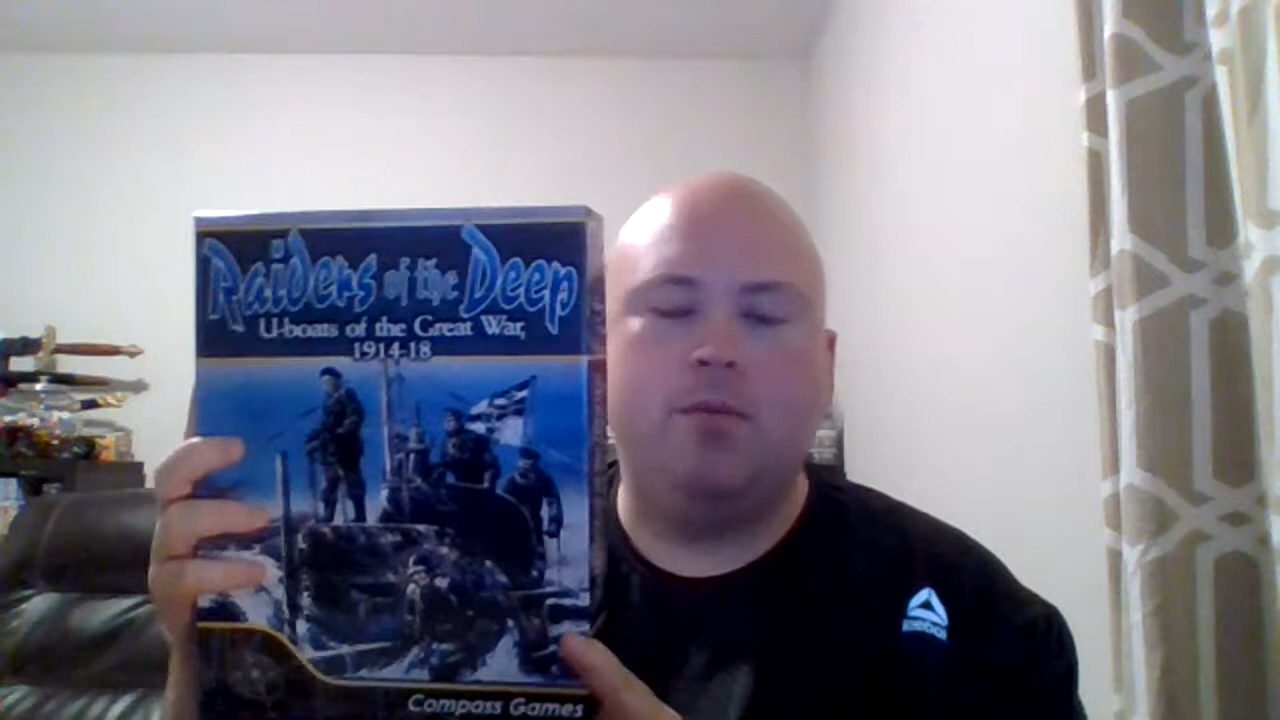 Raiders of the Deep
U-boats of the Great War,
1914-18
Compass Games
Reebok